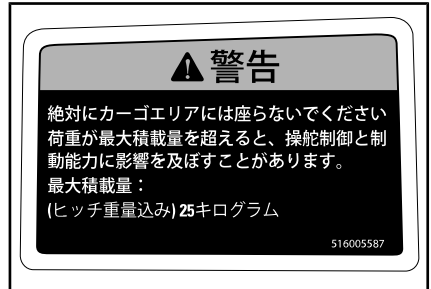 警告
絶対にカーゴエリアには座らないでください
荷重が最大積載量を超えると、操舵制御と制
動能力に影響を及ぼすことがあります。
最大積載量：
(ヒッチ重量込み) 25キログラム
516005587